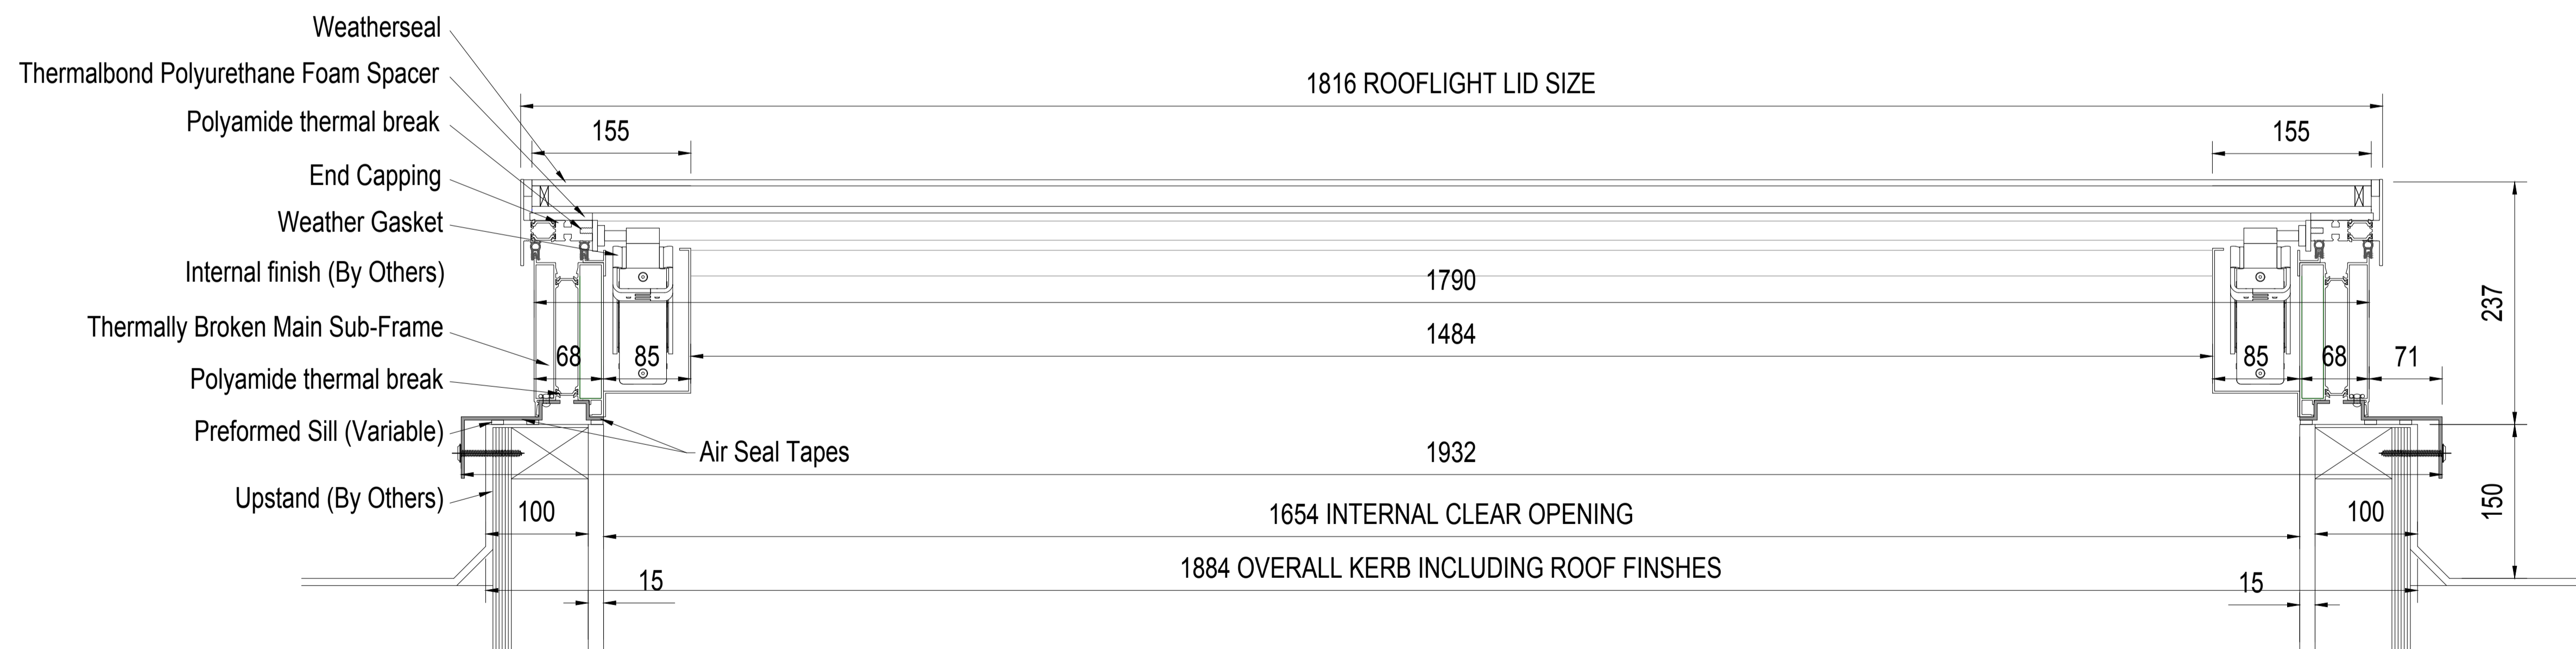 Weatherseal
Thermalbond Polyurethane Foam Spacer
1816 ROOFLIGHT LID SIZE
Polyamide thermal break
155
155
End Capping
Weather Gasket
Internal finish (By Others)
1790
237
Thermally Broken Main Sub-Frame
1484
68
85
85
68
71
Polyamide thermal break
Preformed Sill (Variable)
Air Seal Tapes
1932
Upstand (By Others)
150
100
1654 INTERNAL CLEAR OPENING
100
1884 OVERALL KERB INCLUDING ROOF FINSHES
15
15